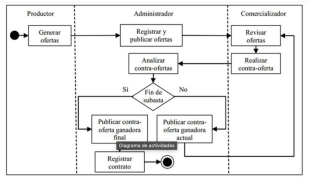 Productor
Administrador
Comercializador
Generar
ofertas
Registrar y
publicar ofertas
Revisar
ofertas
Analizar
contra-ofertas
Realizar
contra-oferta
Si
Fin de
subasta
No
Publicar contra-
oferta ganadora
final
Publicar contra-
oferta ganadora
actual
Diagrama de actividades
Registrar
contrato